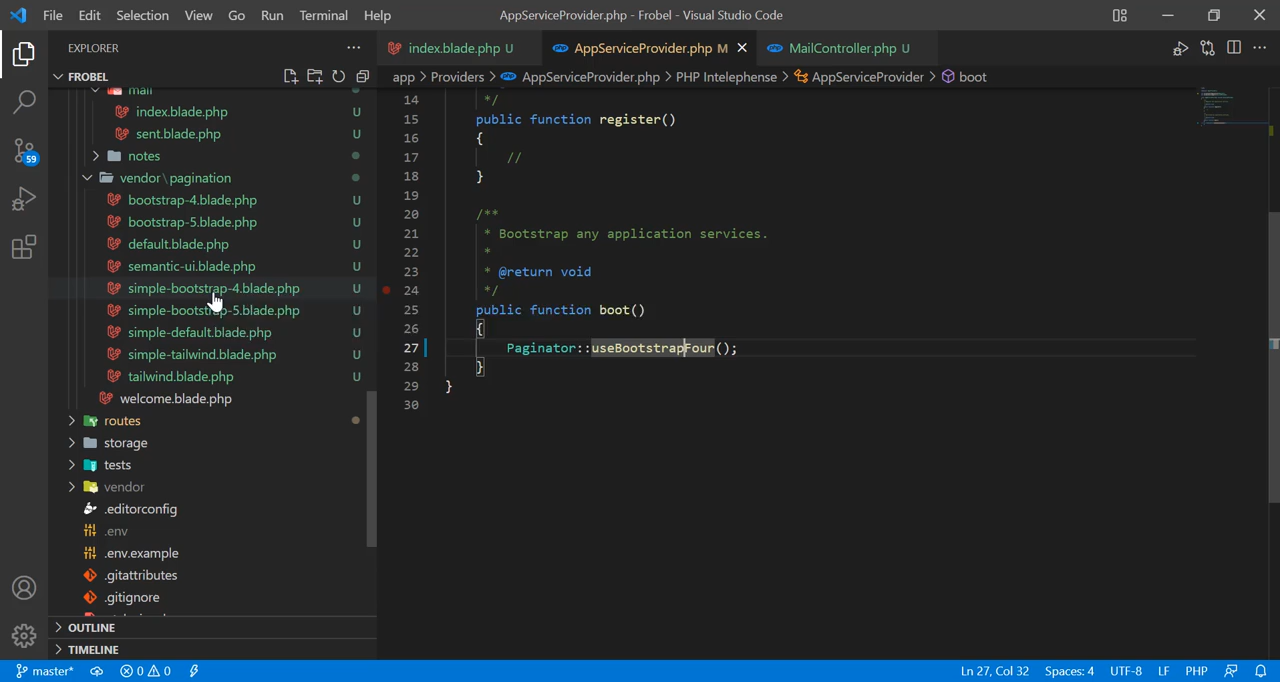 File Edit Selection View Go Run Terminal Help AppServiceProvider.php - Frobel - Visual Studio Code
EXPLORER
index.blade.php U AppServiceProvider.php M MailController.php U
FROBEL
app > Providers > AppServiceProvider.php > PHP Intelephense > AppServiceProvider > boot
mail
index.blade.php U
sent.blade.php U
notes
vendor \ pagination
bootstrap-4.blade.php U
bootstrap-5.blade.php U
default.blade.php U
semantic-ui.blade.php U
simple-bootstrap-4.blade.php U
simple-bootstrap-5.blade.php U
simple-default.blade.php U
simple-tailwind.blade.php U
tailwind.blade.php U
welcome.blade.php
routes
storage
tests
vendor
.editorconfig
.env
.env.example
.gitattributes
.gitignore
OUTLINE
TIMELINE
59
14 */
15 public function register()
16 {
17 //
18 }
19
20 /**
21 * Bootstrap any application services.
22 *
23 * @return void
24 */
25 public function boot()
26 {
27 Paginator::useBootstrapFour();
28 }
29 }
30
master* 0 0 Ln 27, Col 32 Spaces: 4 UTF-8 LF PHP